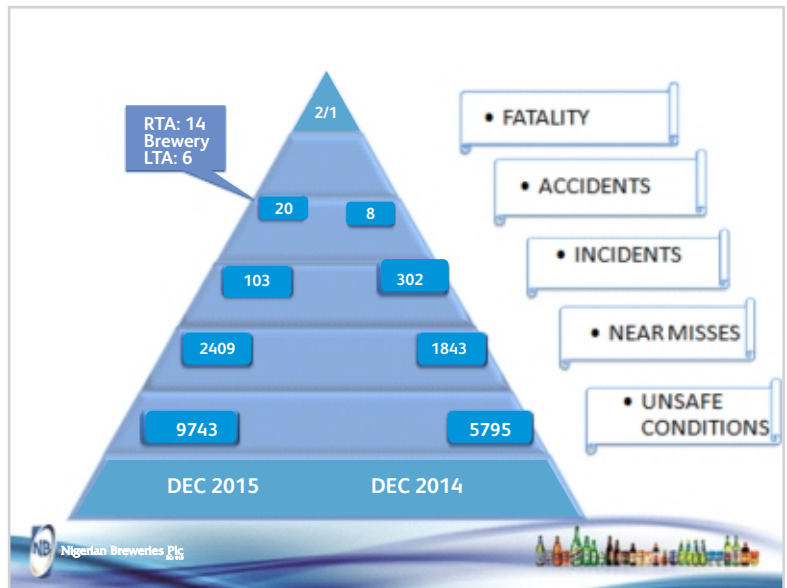 2/1
• FATALITY
RTA: 14
Brewery
LTA: 6
• ACCIDENTS
20 8
• INCIDENTS
103 302
• NEAR MISSES
2409 1843
• UNSAFE
CONDITIONS
9743 5795
DEC 2015 DEC 2014
NB Nigerian Breweries Plc